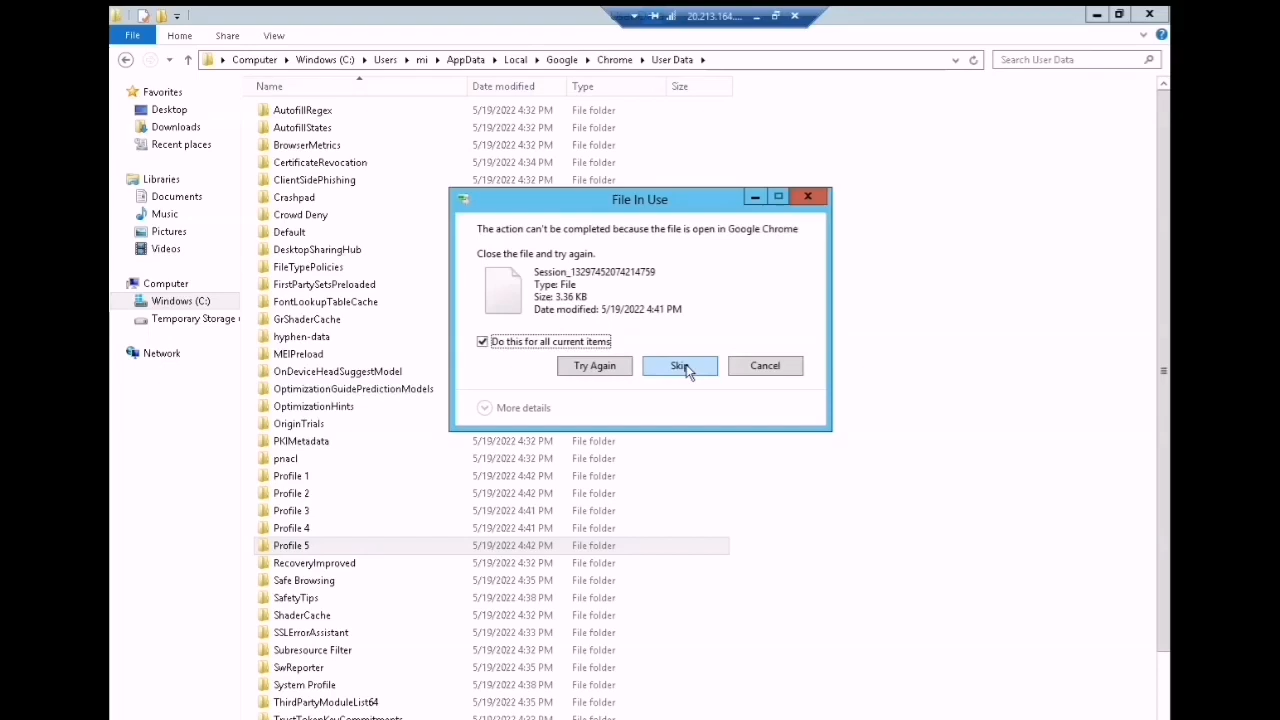 20.213.164....
File Home Share View
Computer Windows (C:) Users mi AppData Local Google Chrome User Data
Search User Data
Name Date modified Type Size
Favorites
Desktop
Downloads
Recent places
Libraries
Documents
Music
Pictures
Videos
Computer
Windows (C:)
Temporary Storage
Network
AutofillRegex 5/19/2022 4:32 PM File folder
AutofillStates 5/19/2022 4:32 PM File folder
BrowserMetrics 5/19/2022 4:32 PM File folder
CertificateRevocation 5/19/2022 4:34 PM File folder
ClientSidePhishing 5/19/2022 4:32 PM File folder
Crashpad
Crowd Deny
Default
DesktopSharingHub
FileTypePolicies
FirstPartySetsPreloaded
FontLookupTableCache
GrShaderCache
hyphen-data
MEIPreload
OnDeviceHeadSuggestModel
OptimizationGuidePredictionModels
OptimizationHints
OriginTrials
PKIMetadata 5/19/2022 4:32 PM File folder
pnacl 5/19/2022 4:32 PM File folder
Profile 1 5/19/2022 4:42 PM File folder
Profile 2 5/19/2022 4:42 PM File folder
Profile 3 5/19/2022 4:41 PM File folder
Profile 4 5/19/2022 4:41 PM File folder
Profile 5 5/19/2022 4:42 PM File folder
RecoveryImproved 5/19/2022 4:32 PM File folder
Safe Browsing 5/19/2022 4:35 PM File folder
SafetyTips 5/19/2022 4:38 PM File folder
ShaderCache 5/19/2022 4:32 PM File folder
SSLErrorAssistant 5/19/2022 4:33 PM File folder
Subresource Filter 5/19/2022 4:32 PM File folder
SwReporter 5/19/2022 4:35 PM File folder
System Profile 5/19/2022 4:38 PM File folder
ThirdPartyModuleList64 5/19/2022 4:35 PM File folder
File In Use
The action can't be completed because the file is open in Google Chrome
Close the file and try again.
Session_13297452074214759
Type: File
Size: 3.36 KB
Date modified: 5/19/2022 4:41 PM
Do this for all current items
Try Again Skip Cancel
More details